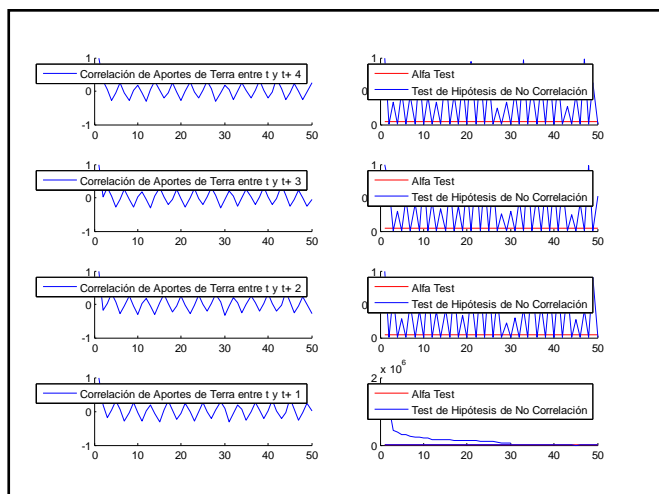 1
0
-1
Correlación de Aportes de Terra entre t y t+ 4
0 10 20 30 40 50
1
0
Alfa Test
Test de Hipótesis de No Correlación
0 10 20 30 40 50
1
0
-1
Correlación de Aportes de Terra entre t y t+ 3
0 10 20 30 40 50
1
0
Alfa Test
Test de Hipótesis de No Correlación
0 10 20 30 40 50
1
0
-1
Correlación de Aportes de Terra entre t y t+ 2
0 10 20 30 40 50
1
0
Alfa Test
Test de Hipótesis de No Correlación
0 10 20 30 40 50
1
0
-1
Correlación de Aportes de Terra entre t y t+ 1
0 10 20 30 40 50
x 10^6
2
0
Alfa Test
Test de Hipótesis de No Correlación
0 10 20 30 40 50